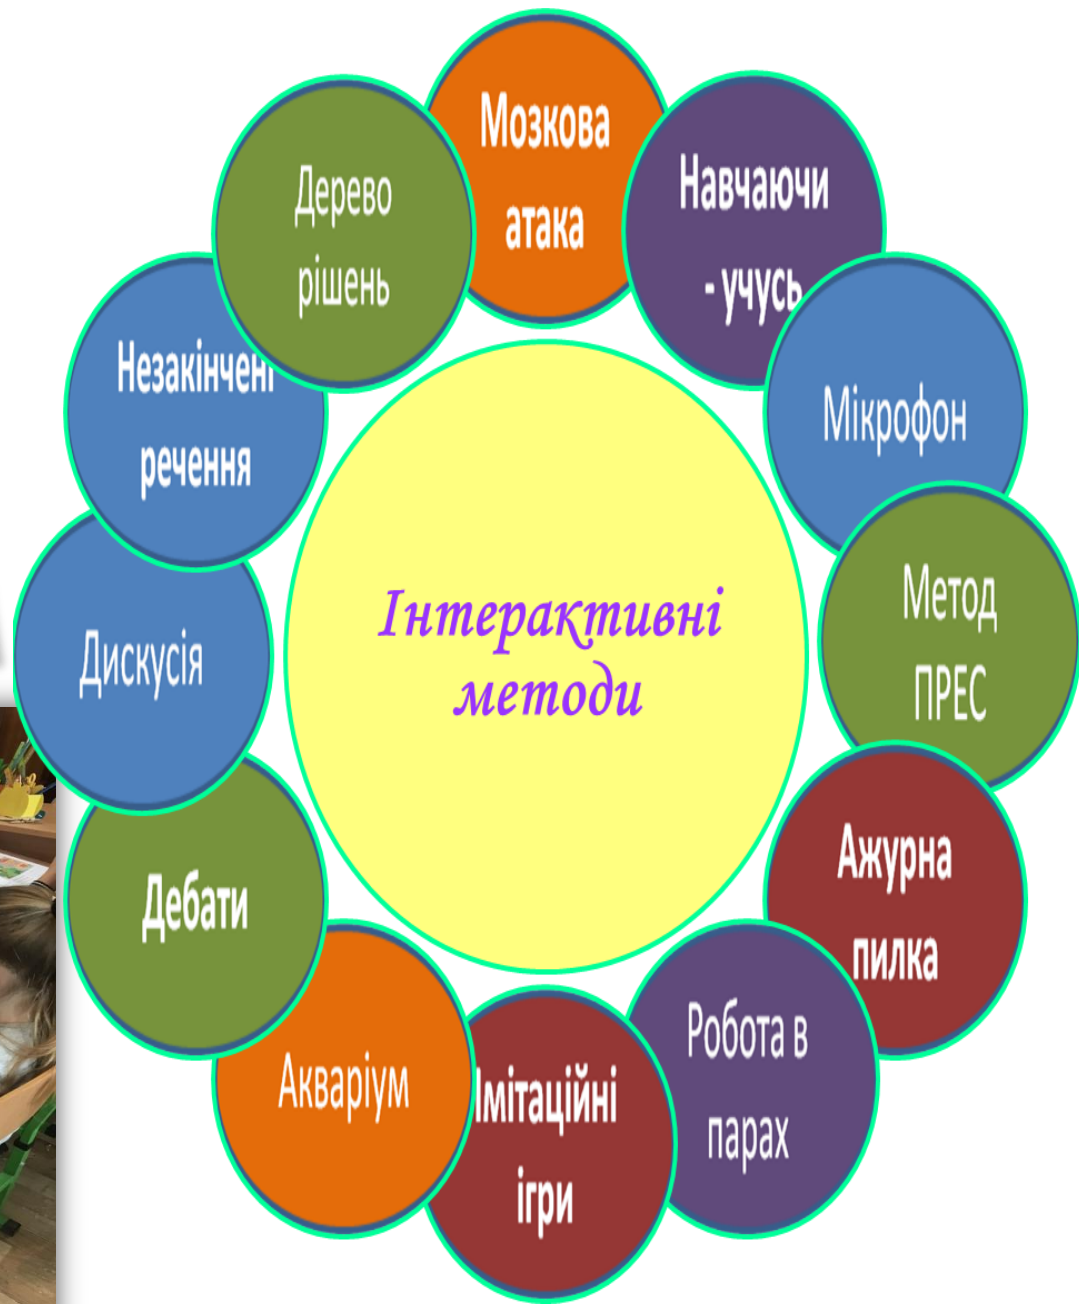 Мозкова
атака
Навчаючи
- учусь
Мікрофон
Метод
ПРЕС
Ажурна
пилка
Робота в
парах
Імітаційні
ігри
Акваріум
Дебати
Дискусія
Незакінчені
речення
Дерево
рішень
Інтерактивні
методи